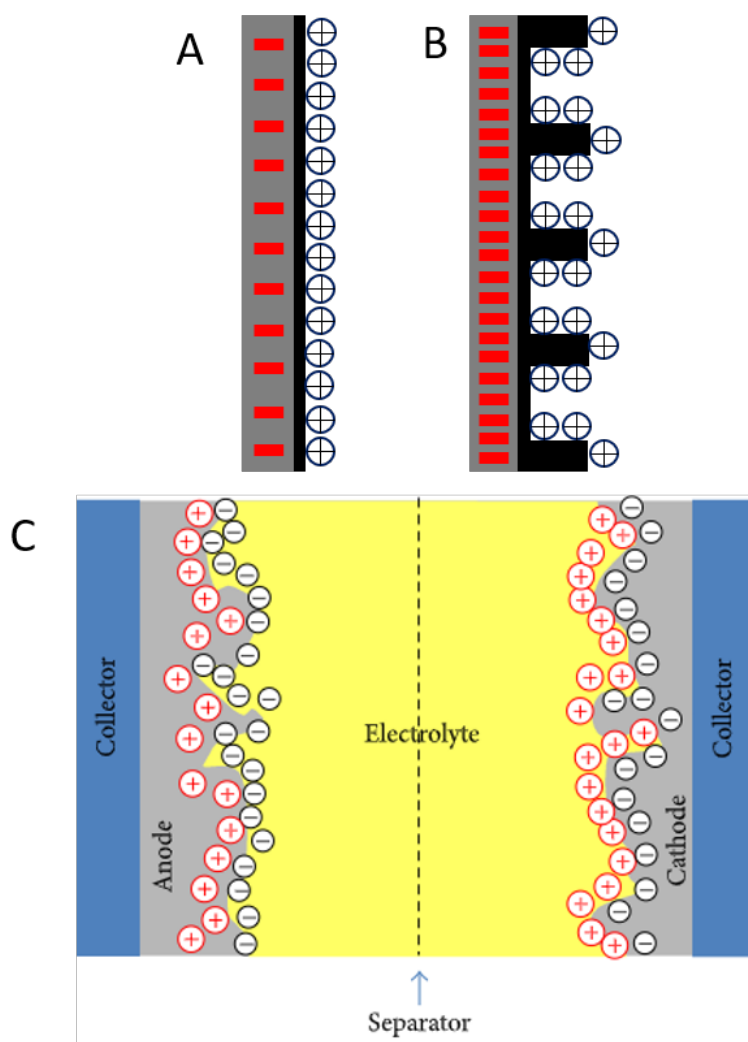 A
B
C
Collector
Anode
Electrolyte
Cathode
Collector
Separator